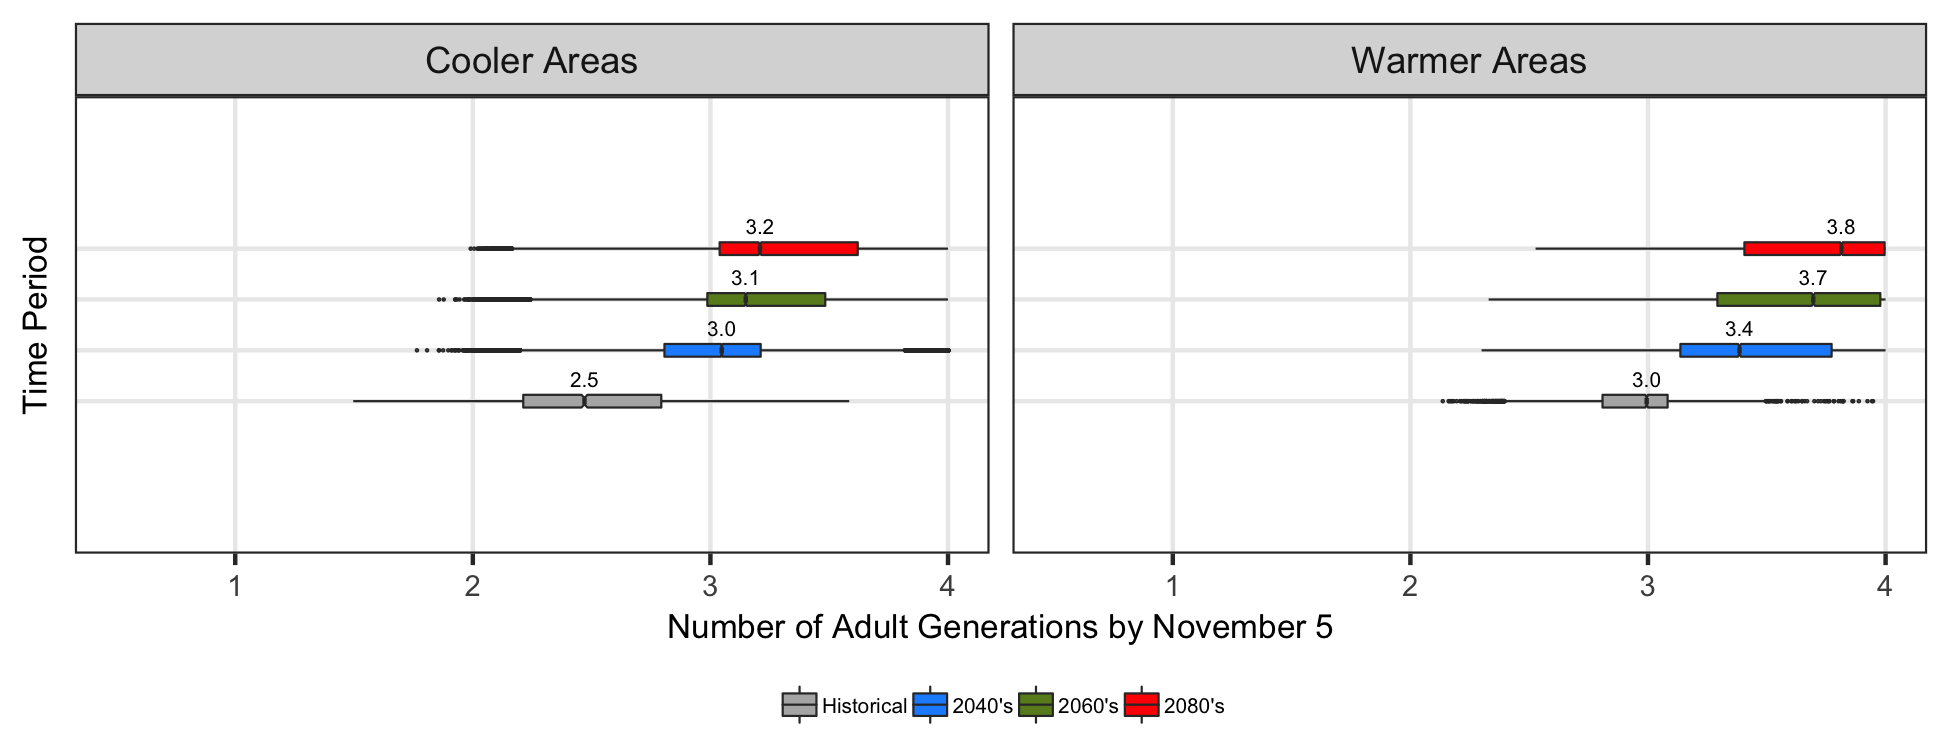 Cooler Areas
Warmer Areas
Time Period
3.2
3.1
3.0
2.5
3.8
3.7
3.4
3.0
1 2 3 4
1 2 3 4
Number of Adult Generations by November 5
Historical 2040's 2060's 2080's